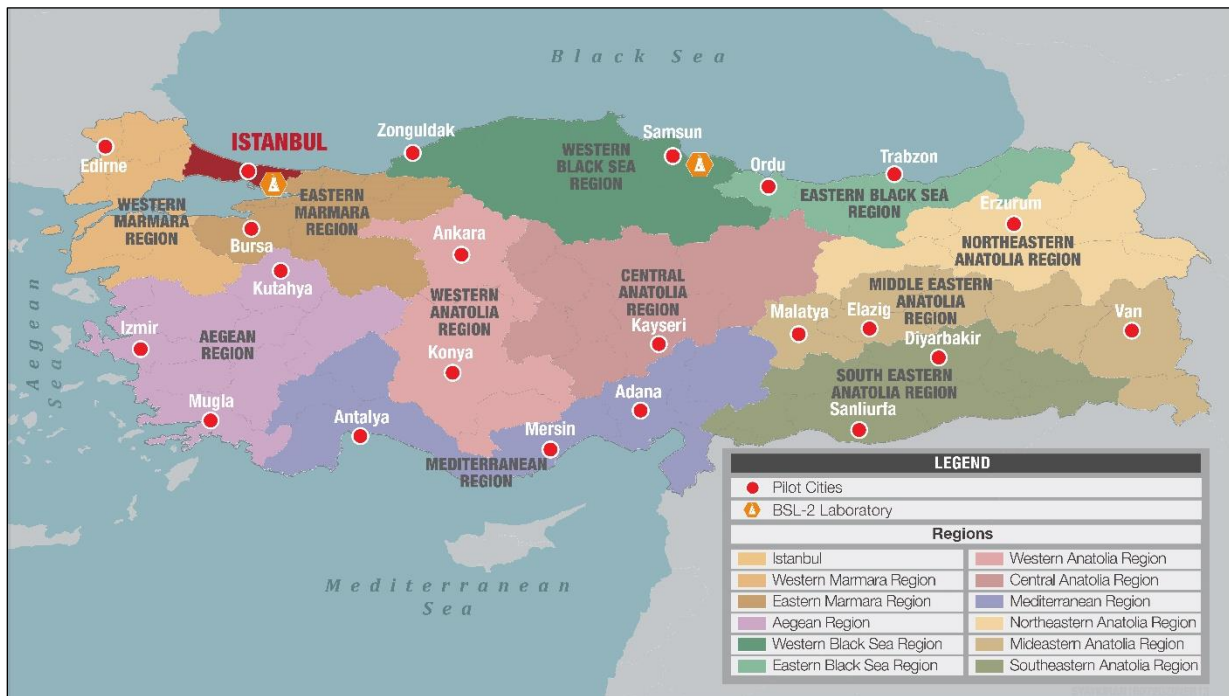 Black Sea
Zonguldak
Samsun
ISTANBUL
Edirne
WESTERN
BLACK SEA
REGION
Ordu
Trabzon
EASTERN
MARMARA
REGION
EASTERN BLACK SEA
REGION
Erzurum
WESTERN
MARMARA
REGION
Bursa
Ankara
NORTHEASTERN
ANATOLIA REGION
Kutahya
CENTRAL
ANATOLIA
REGION
MIDDLE EASTERN
ANATOLIA
REGION
WESTERN
ANATOLIA
REGION
Malatya
Elazig
Van
Aegean
Sea
Izmir
AEGEAN
REGION
Kayseri
Diyarbakir
Konya
SOUTH EASTERN
ANATOLIA REGION
Mugla
Antalya
Adana
Sanliurfa
Mersin
MEDITERRANEAN
REGION
Mediterranean
Sea
LEGEND
Pilot Cities
BSL-2 Laboratory
Regions
Istanbul
Western Marmara Region
Eastern Marmara Region
Aegean Region
Western Black Sea Region
Eastern Black Sea Region
Western Anatolia Region
Central Anatolia Region
Mediterranean Region
Northeastern Anatolia Region
Mideastern Anatolia Region
Southeastern Anatolia Region